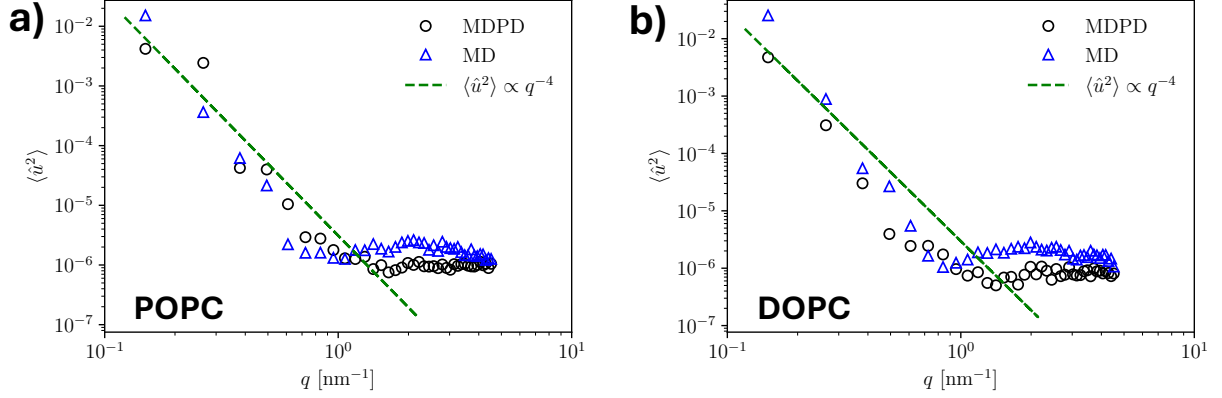 a)
10⁻²
10⁻³
10⁻⁴
10⁻⁵
10⁻⁶
10⁻⁷
⟨û²⟩
MDPD
MD
⟨û²⟩ ∝ q⁻⁴
POPC
10⁻¹
10⁰
10¹
q [nm⁻¹]
b)
10⁻²
10⁻³
10⁻⁴
10⁻⁵
10⁻⁶
10⁻⁷
⟨û²⟩
MDPD
MD
⟨û²⟩ ∝ q⁻⁴
DOPC
10⁻¹
10⁰
10¹
q [nm⁻¹]